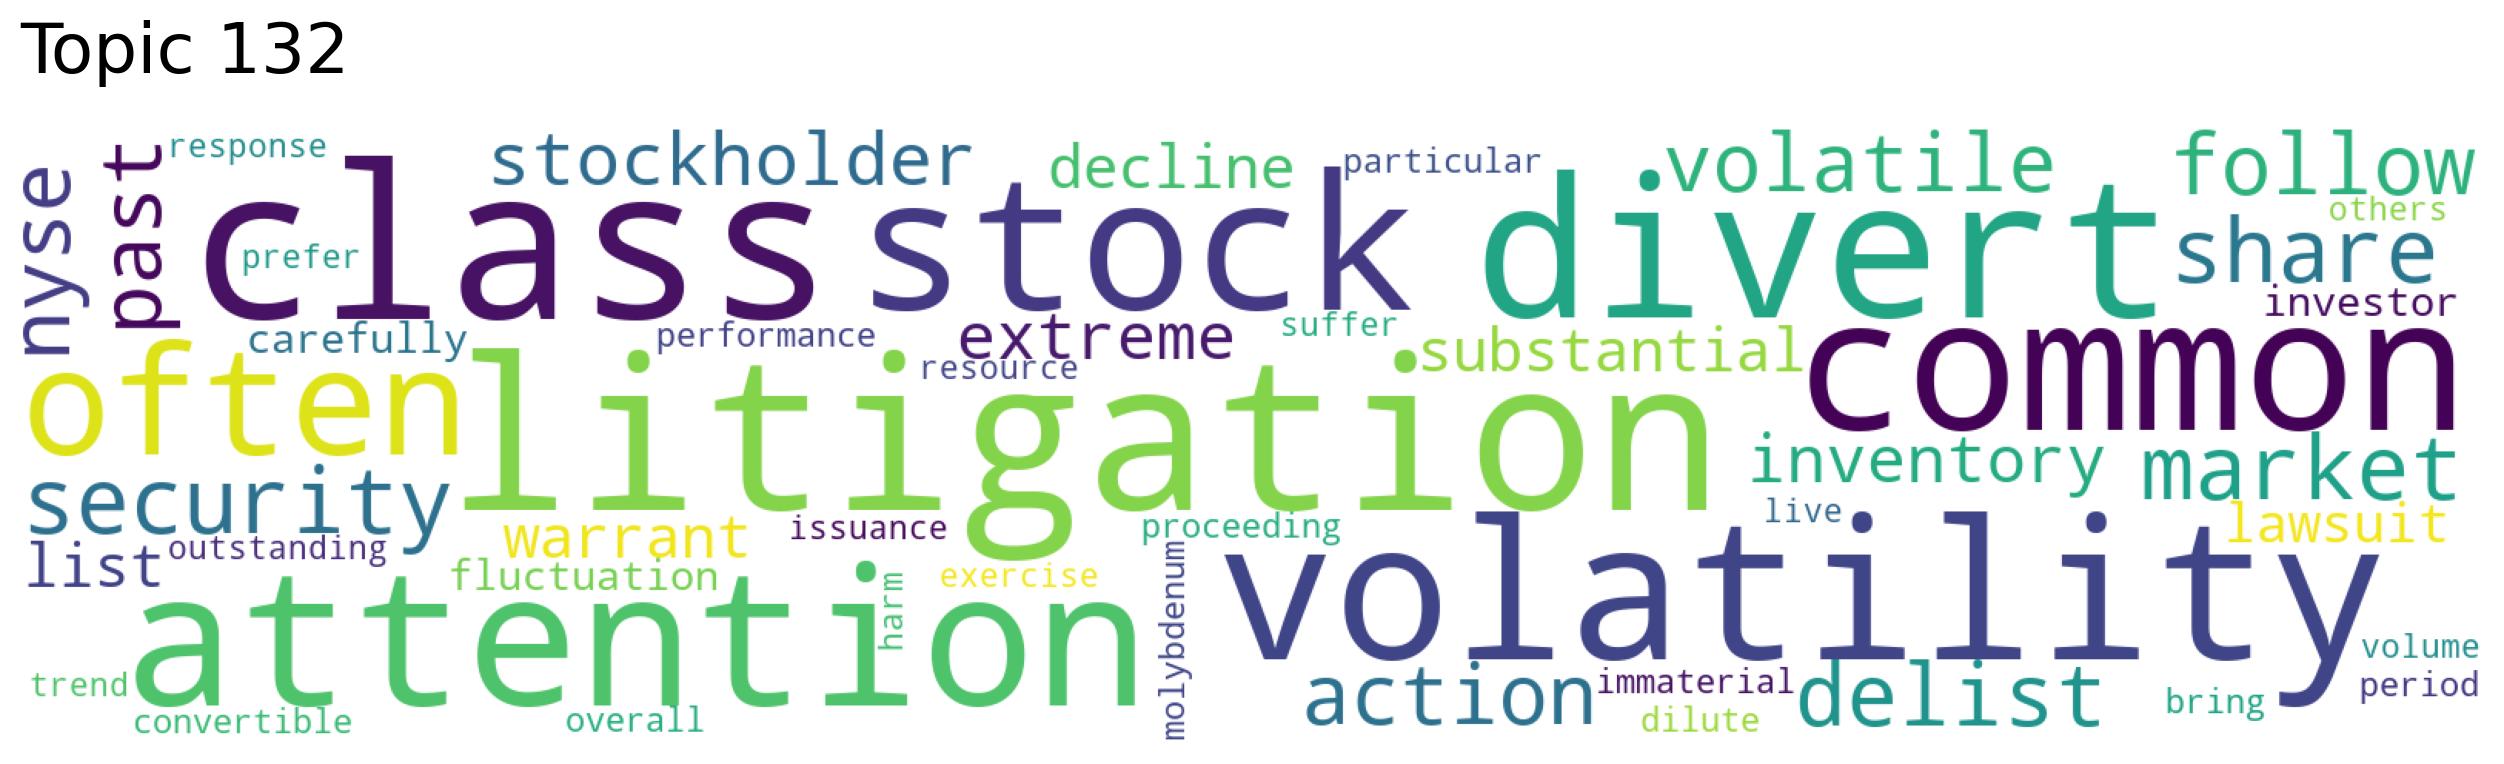 Topic 132
response
stockholder
decline
particular
volatile
follow
nyse
past
class
stock
divert
others
share
prefer
investor
carefully
performance
extreme
suffer
substantial
common
resource
often
litigation
inventory
market
security
live
lawsuit
list
outstanding
warrant
issuance
proceeding
volatility
fluctuation
exercise
attention
harm
molybdenum
volume
trend
action
immaterial
delist
bring
period
convertible
overall
dilute